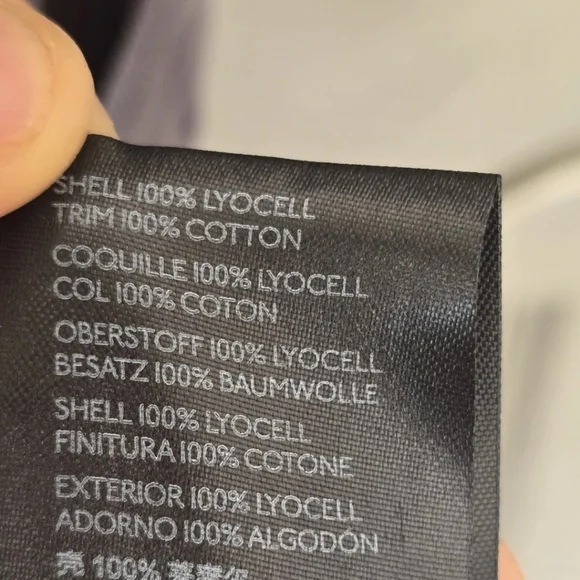 SHELL 100% LYOCELL
TRIM 100% COTTON
COQUILLE 100% LYOCELL
COL 100% COTON
OBERSTOFF 100% LYOCELL
BESATZ 100% BAUMWOLLE
SHELL 100% LYOCELL
FINITURA 100% COTONE
EXTERIOR 100% LYOCELL
ADORNO 100% ALGODÓN
100%